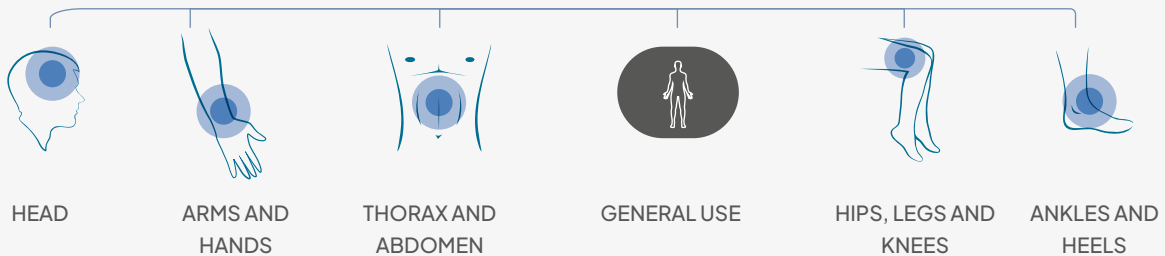 HEAD
ARMS AND
HANDS
THORAX AND
ABDOMEN
GENERAL USE
HIPS, LEGS AND
KNEES
ANKLES AND
HEELS